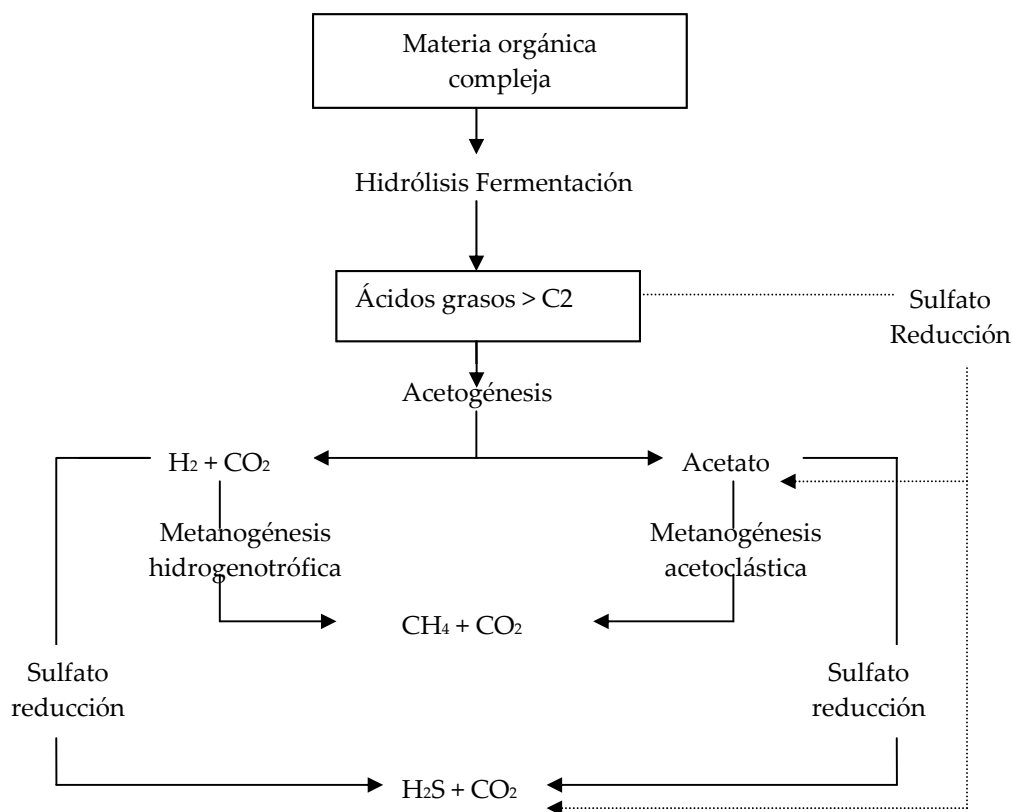 Materia orgánica
compleja
Hidrólisis Fermentación
Ácidos grasos > C2
Sulfato
Reducción
Acetogénesis
H₂ + CO₂
Acetato
Metanogénesis
hidrogenotrófica
Metanogénesis
acetoclástica
CH₄ + CO₂
Sulfato
reducción
Sulfato
reducción
H₂S + CO₂